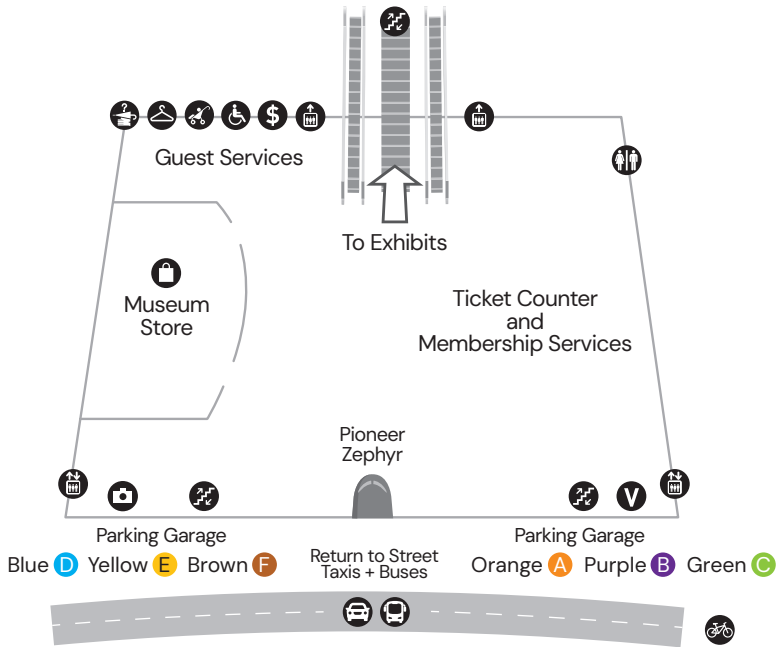 ?
$
Guest Services
To Exhibits
Museum
Store
Ticket Counter
and
Membership Services
Pioneer
Zephyr
V
Parking Garage
Blue D Yellow E Brown F
Return to Street
Taxis + Buses
Parking Garage
Orange A Purple B Green C